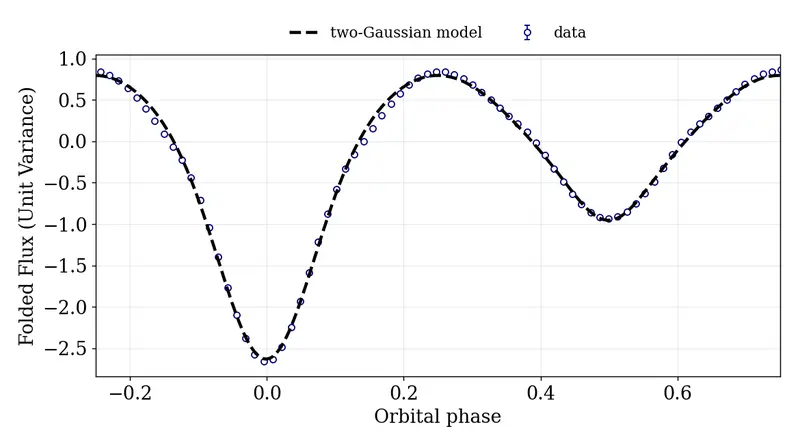 two-Gaussian model data
1.0
0.5
0.0
−0.5
−1.0
−1.5
−2.0
−2.5
Folded Flux (Unit Variance)
−0.2 0.0 0.2 0.4 0.6
Orbital phase